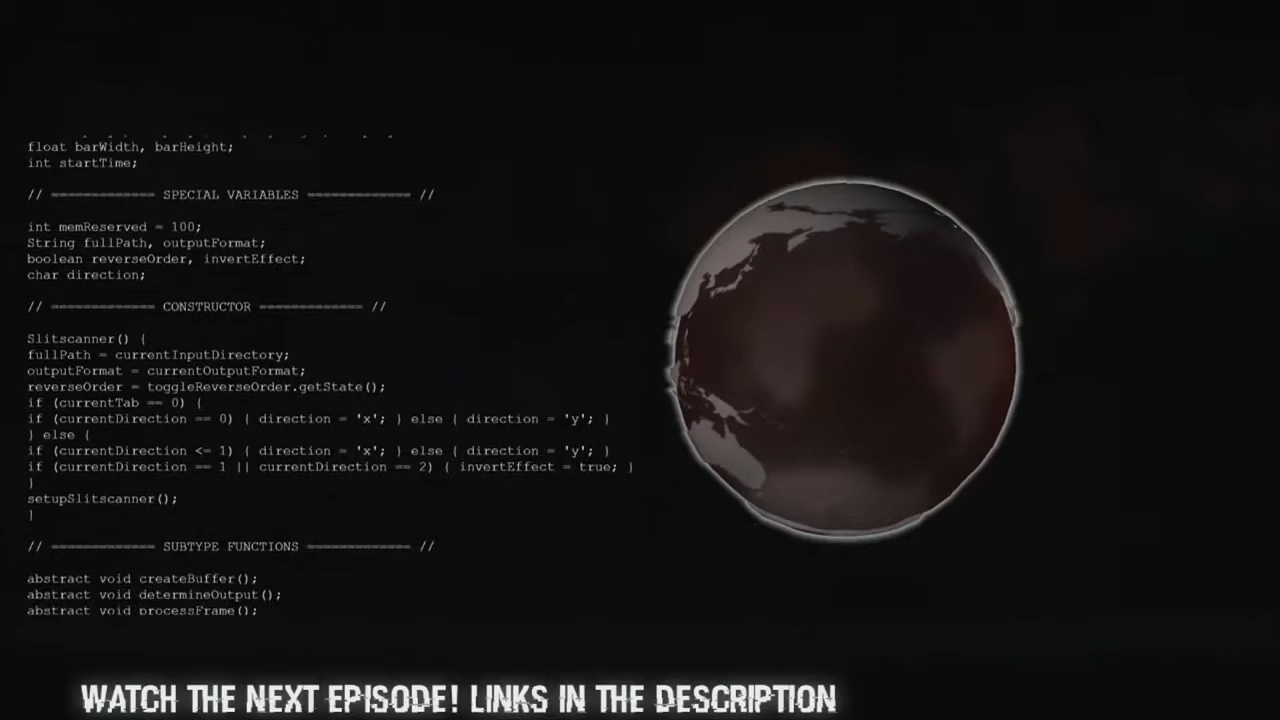 float barWidth, barHeight;
int startTime;
// ============= SPECIAL VARIABLES ============= //
int memReserved = 100;
String fullPath, outputFormat;
boolean reverseOrder, invertEffect;
char direction;
// ============= CONSTRUCTOR ============= //
Slitscanner() {
fullPath = currentInputDirectory;
outputFormat = currentOutputFormat;
reverseOrder = toggleReverseOrder.getState();
if (currentTab == 0) {
if (currentDirection == 0) { direction = 'x'; } else { direction = 'y'; }
} else {
if (currentDirection <= 1) { direction = 'x'; } else { direction = 'y'; }
if (currentDirection == 1 || currentDirection == 2) { invertEffect = true; }
}
setupSlitscanner();
}
// ============= SUBTYPE FUNCTIONS ============= //
abstract void createBuffer();
abstract void determineOutput();
abstract void processFrame();
WATCH THE NEXT EPISODE! LINKS IN THE DESCRIPTION